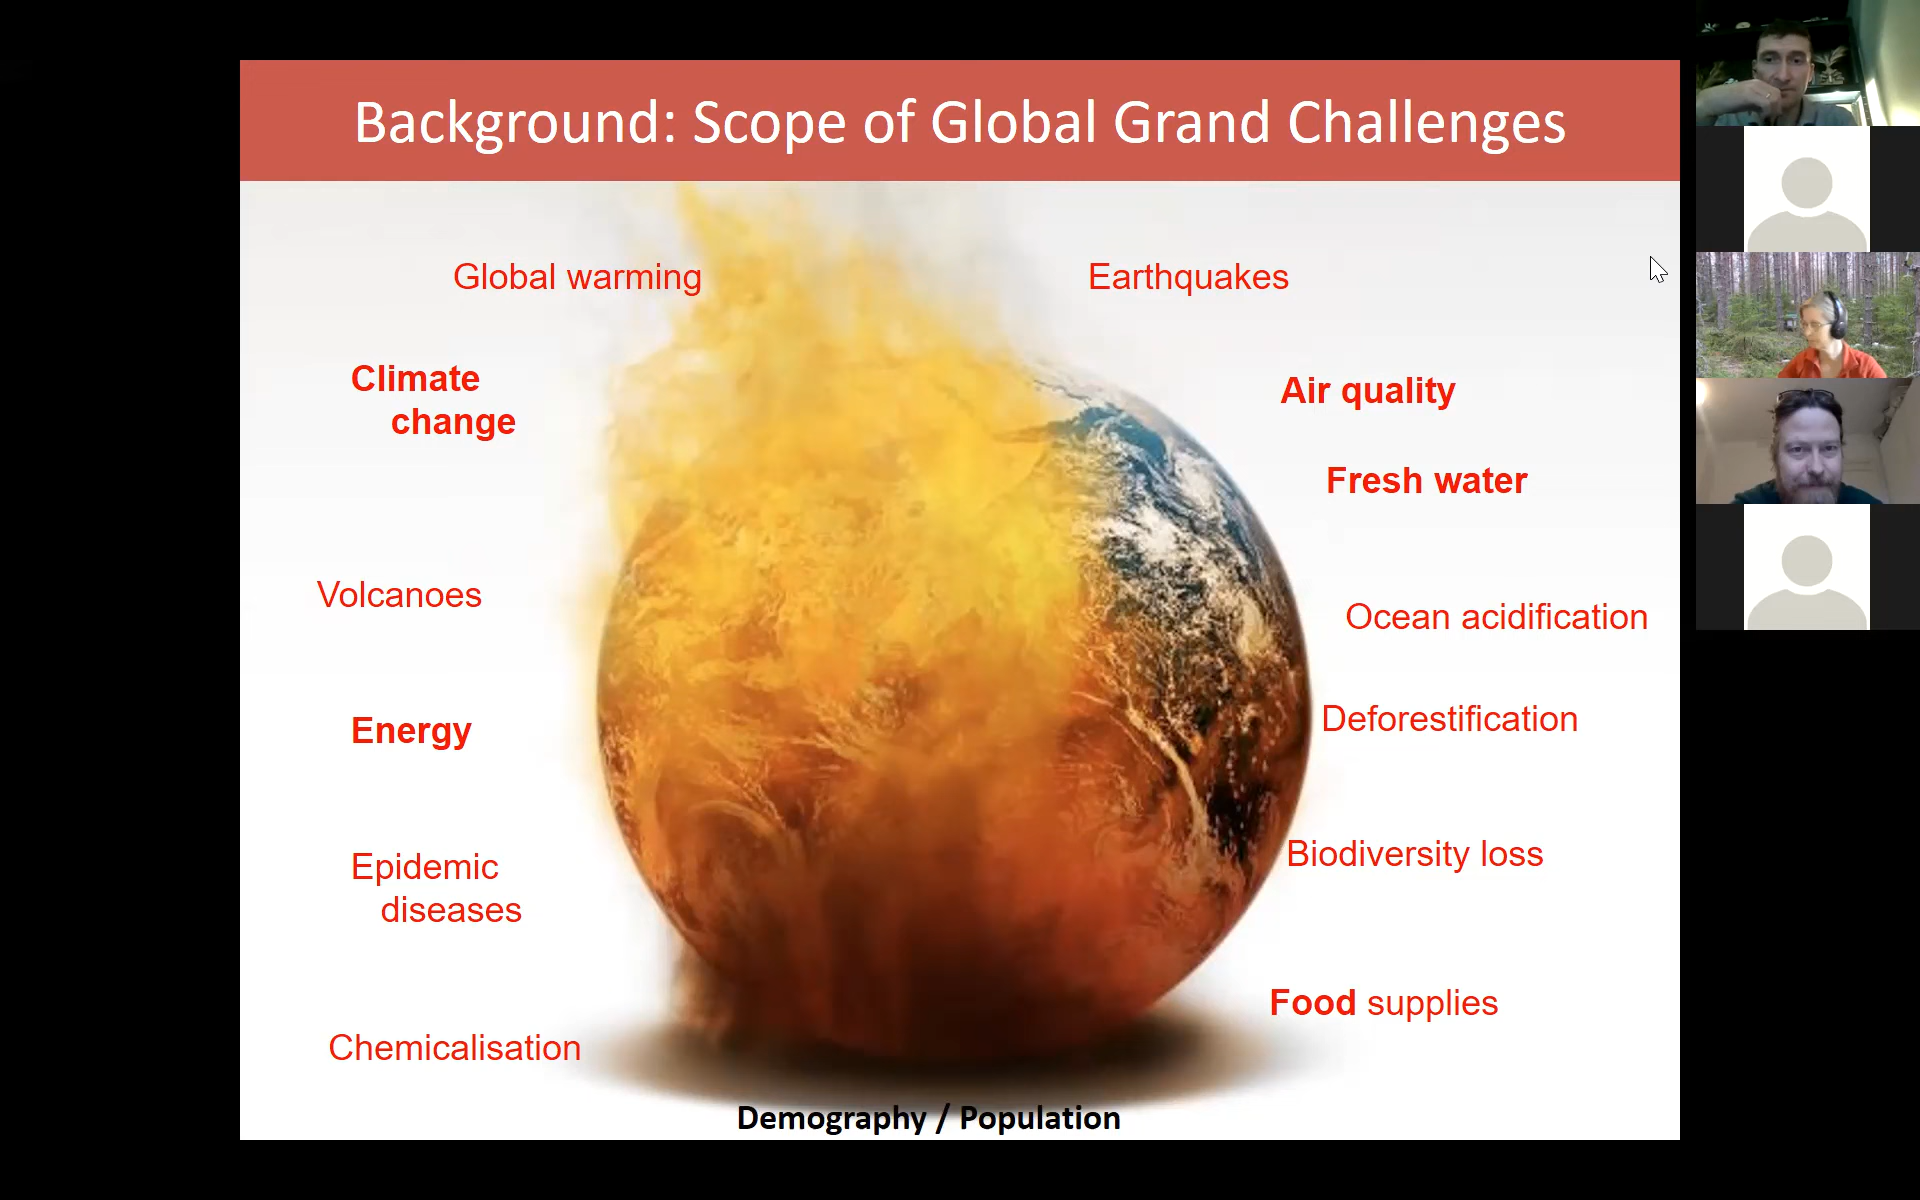 Background: Scope of Global Grand Challenges
Global warming
Earthquakes
Climate
change
Air quality
Fresh water
Volcanoes
Ocean acidification
Energy
Deforestification
Epidemic
diseases
Biodiversity loss
Food supplies
Chemicalisation
Demography / Population